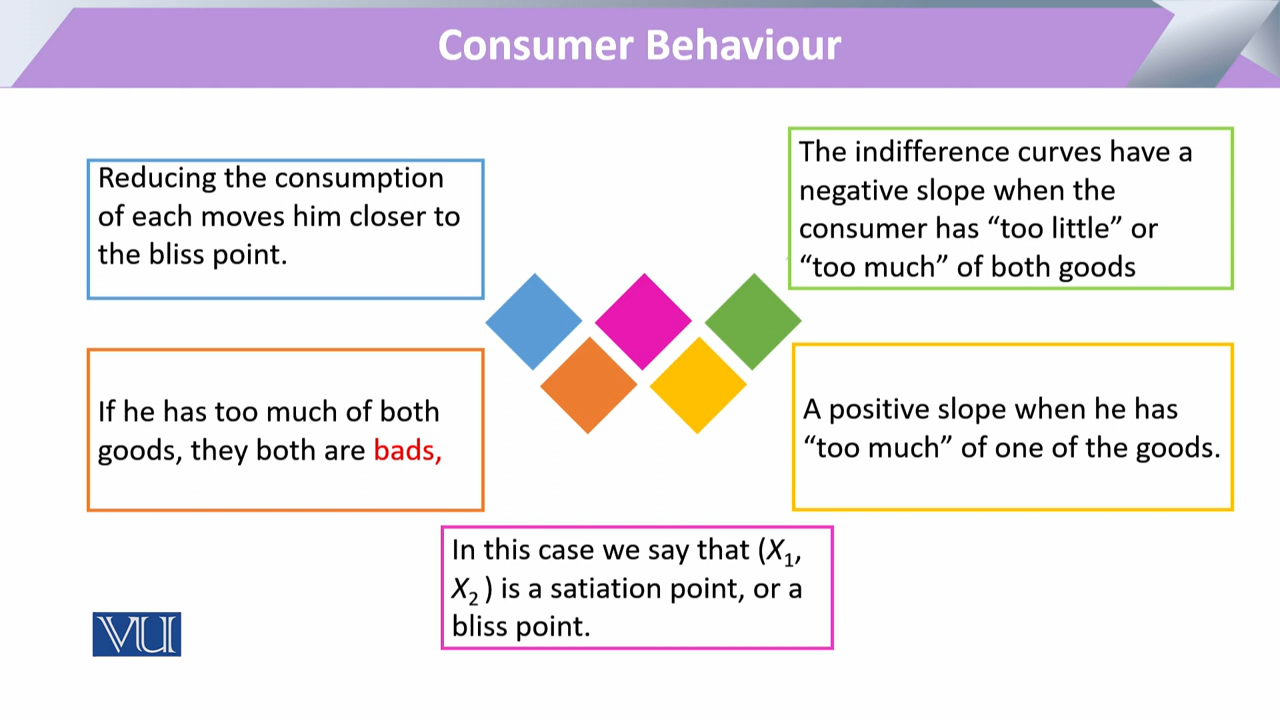 Consumer Behaviour
Reducing the consumption
of each moves him closer to
the bliss point.
The indifference curves have a
negative slope when the
consumer has “too little” or
“too much” of both goods
If he has too much of both
goods, they both are bads,
A positive slope when he has
“too much” of one of the goods.
In this case we say that (X₁,
X₂ ) is a satiation point, or a
bliss point.
VU